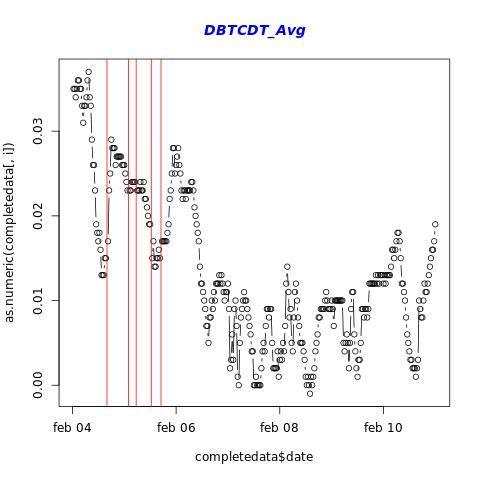 DBTCDT_Avg
as.numeric(completedata[, i])
0.03
0.02
0.01
0.00
feb 04
feb 06
feb 08
feb 10
completedata$date